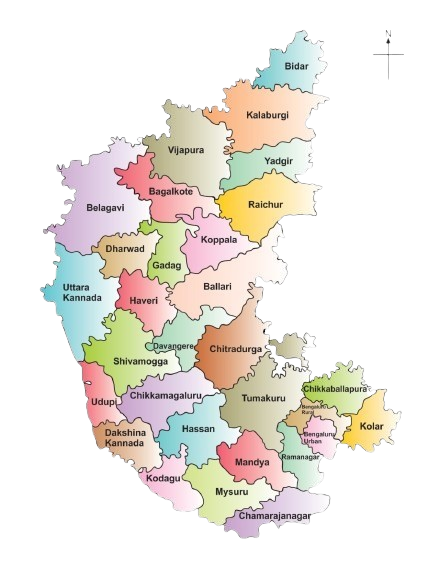 N
Bidar
Kalaburgi
Vijapura
Yadgir
Bagalkote
Raichur
Belagavi
Koppala
Dharwad
Gadag
Uttara
Kannada
Ballari
Haveri
Davangere
Chitradurga
Shivamogga
Chikkaballapura
Chikkamagaluru
Tumakuru
Udupi
Bengaluru
Rural
Kolar
Hassan
Dakshina
Kannada
Bengaluru
Urban
Ramanagar
Mandya
Kodagu
Mysuru
Chamarajanagar